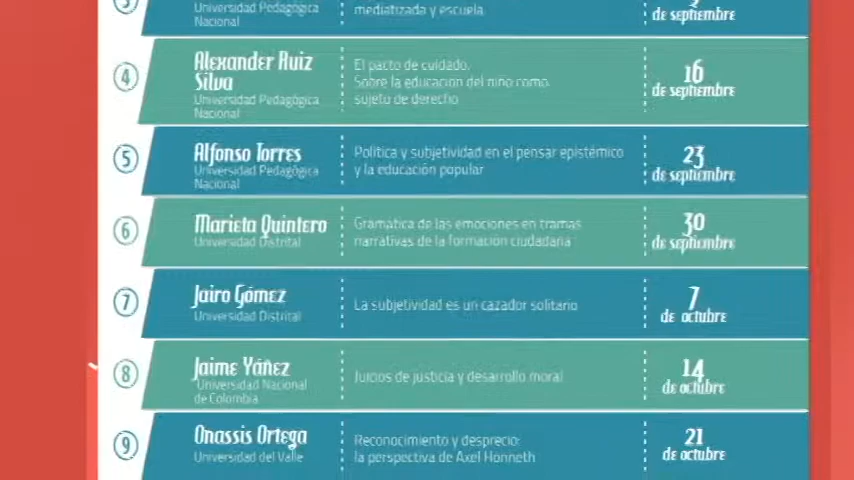 3
Universidad Pedagógica
Nacional
mediatizada y escuela
de septiembre
4
Alexander Ruiz
Silva
Universidad Pedagógica
Nacional
El pacto de cuidado.
Sobre la educación del niño como
sujeto de derecho
16
de septiembre
5
Alfonso Torres
Universidad Pedagógica
Nacional
Política y subjetividad en el pensar epistémico
y la educación popular
23
de septiembre
6
Marieta Quintero
Universidad Distrital
Gramática de las emociones en tramas
narrativas de la formación ciudadana
30
de septiembre
7
Jairo Gómez
Universidad Distrital
La subjetividad es un cazador solitario
7
de octubre
8
Jaime Yáñez
Universidad Nacional
de Colombia
Juicios de justicia y desarrollo moral
14
de octubre
9
Onassis Ortega
Universidad del Valle
Reconocimiento y desprecio:
la perspectiva de Axel Honneth
21
de octubre